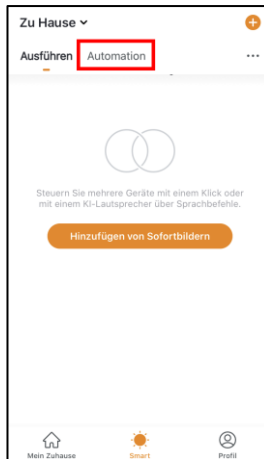 Zu Hause
Ausführen Automation
Steuern Sie mehrere Geräte mit einem Klick oder
mit einem KI-Lautsprecher über Sprachbefehle.
Hinzufügen von Sofortbildern
Mein Zuhause Smart Profil